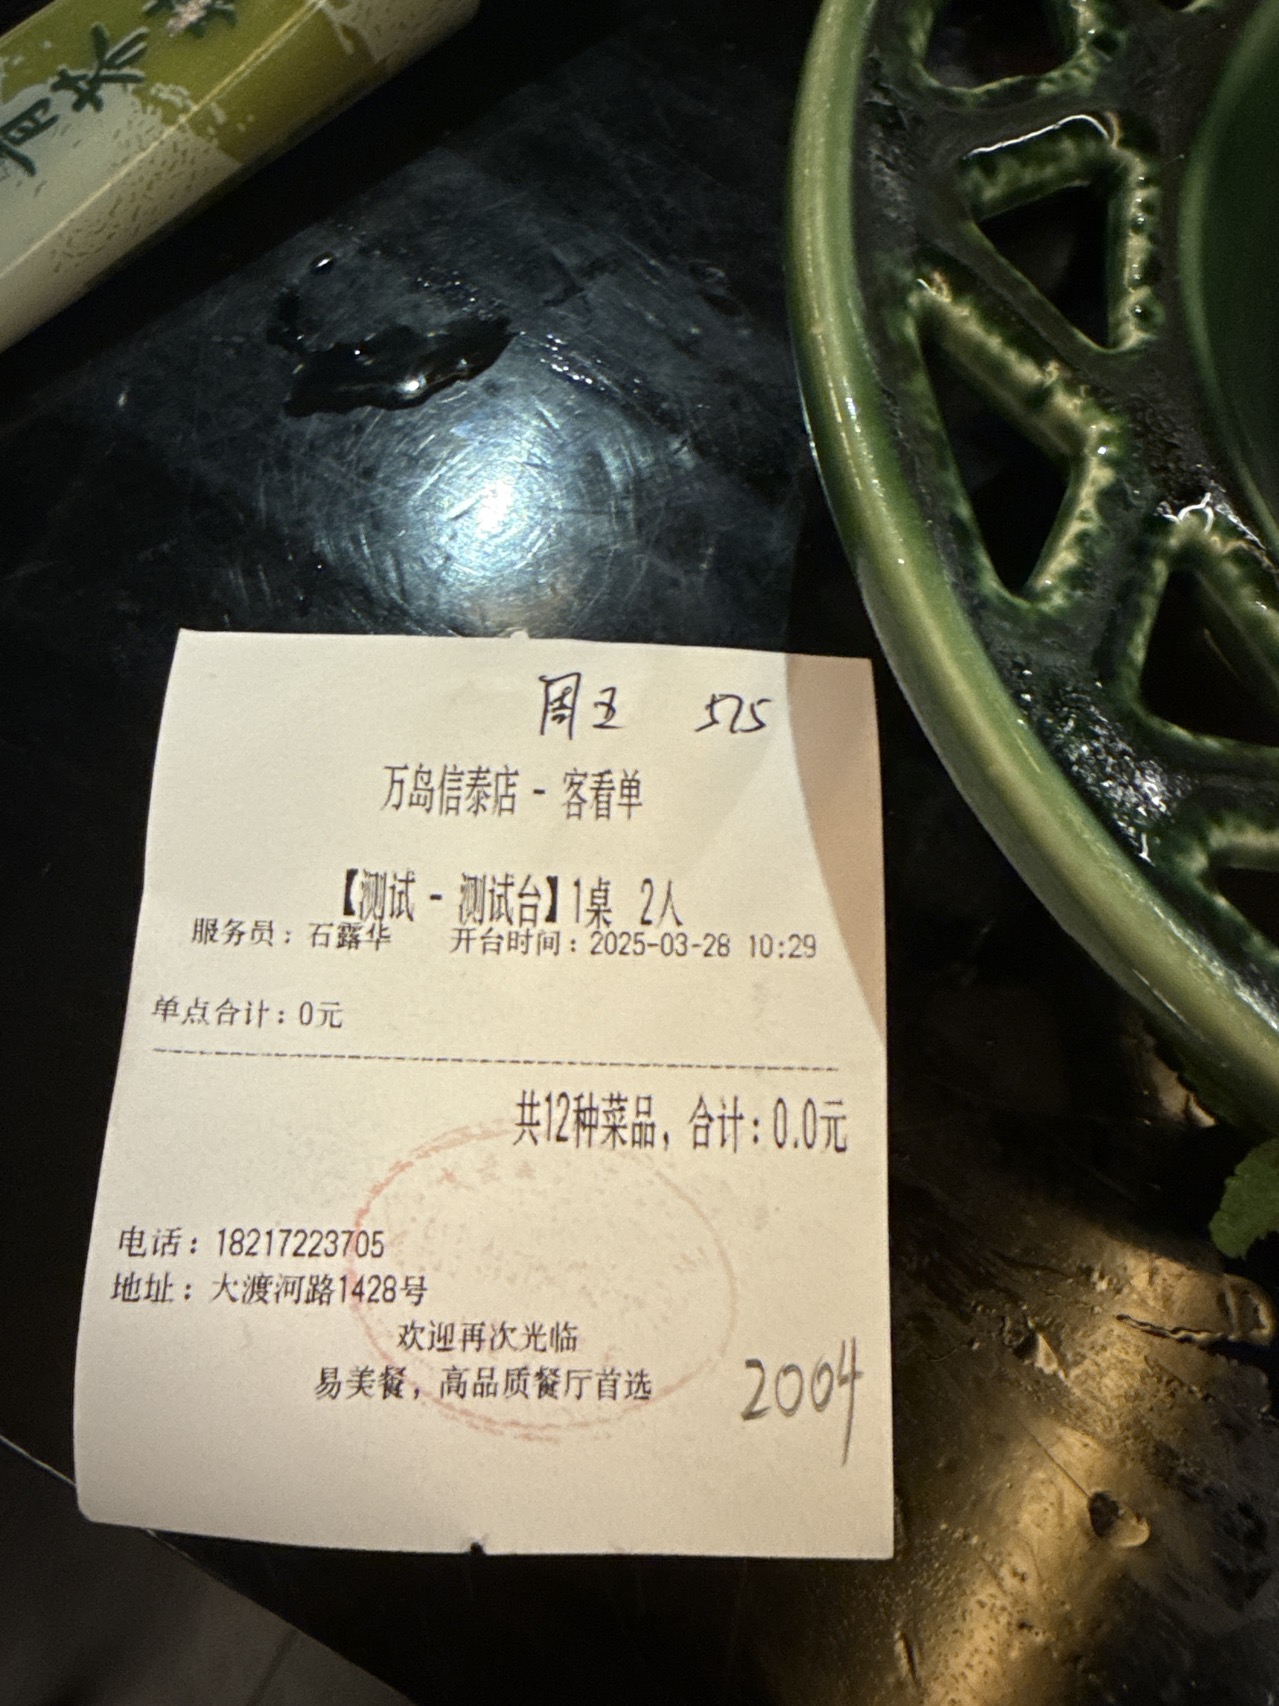 周五 525
万岛信泰店 - 客看单
【测试 - 测试台】1桌 2人
服务员：石露华 开台时间：2025-03-28 10:29
单点合计：0元
共12种菜品，合计：0.0元
电话：18217223705
地址：大渡河路1428号
欢迎再次光临
易美餐，高品质餐厅首选
2004